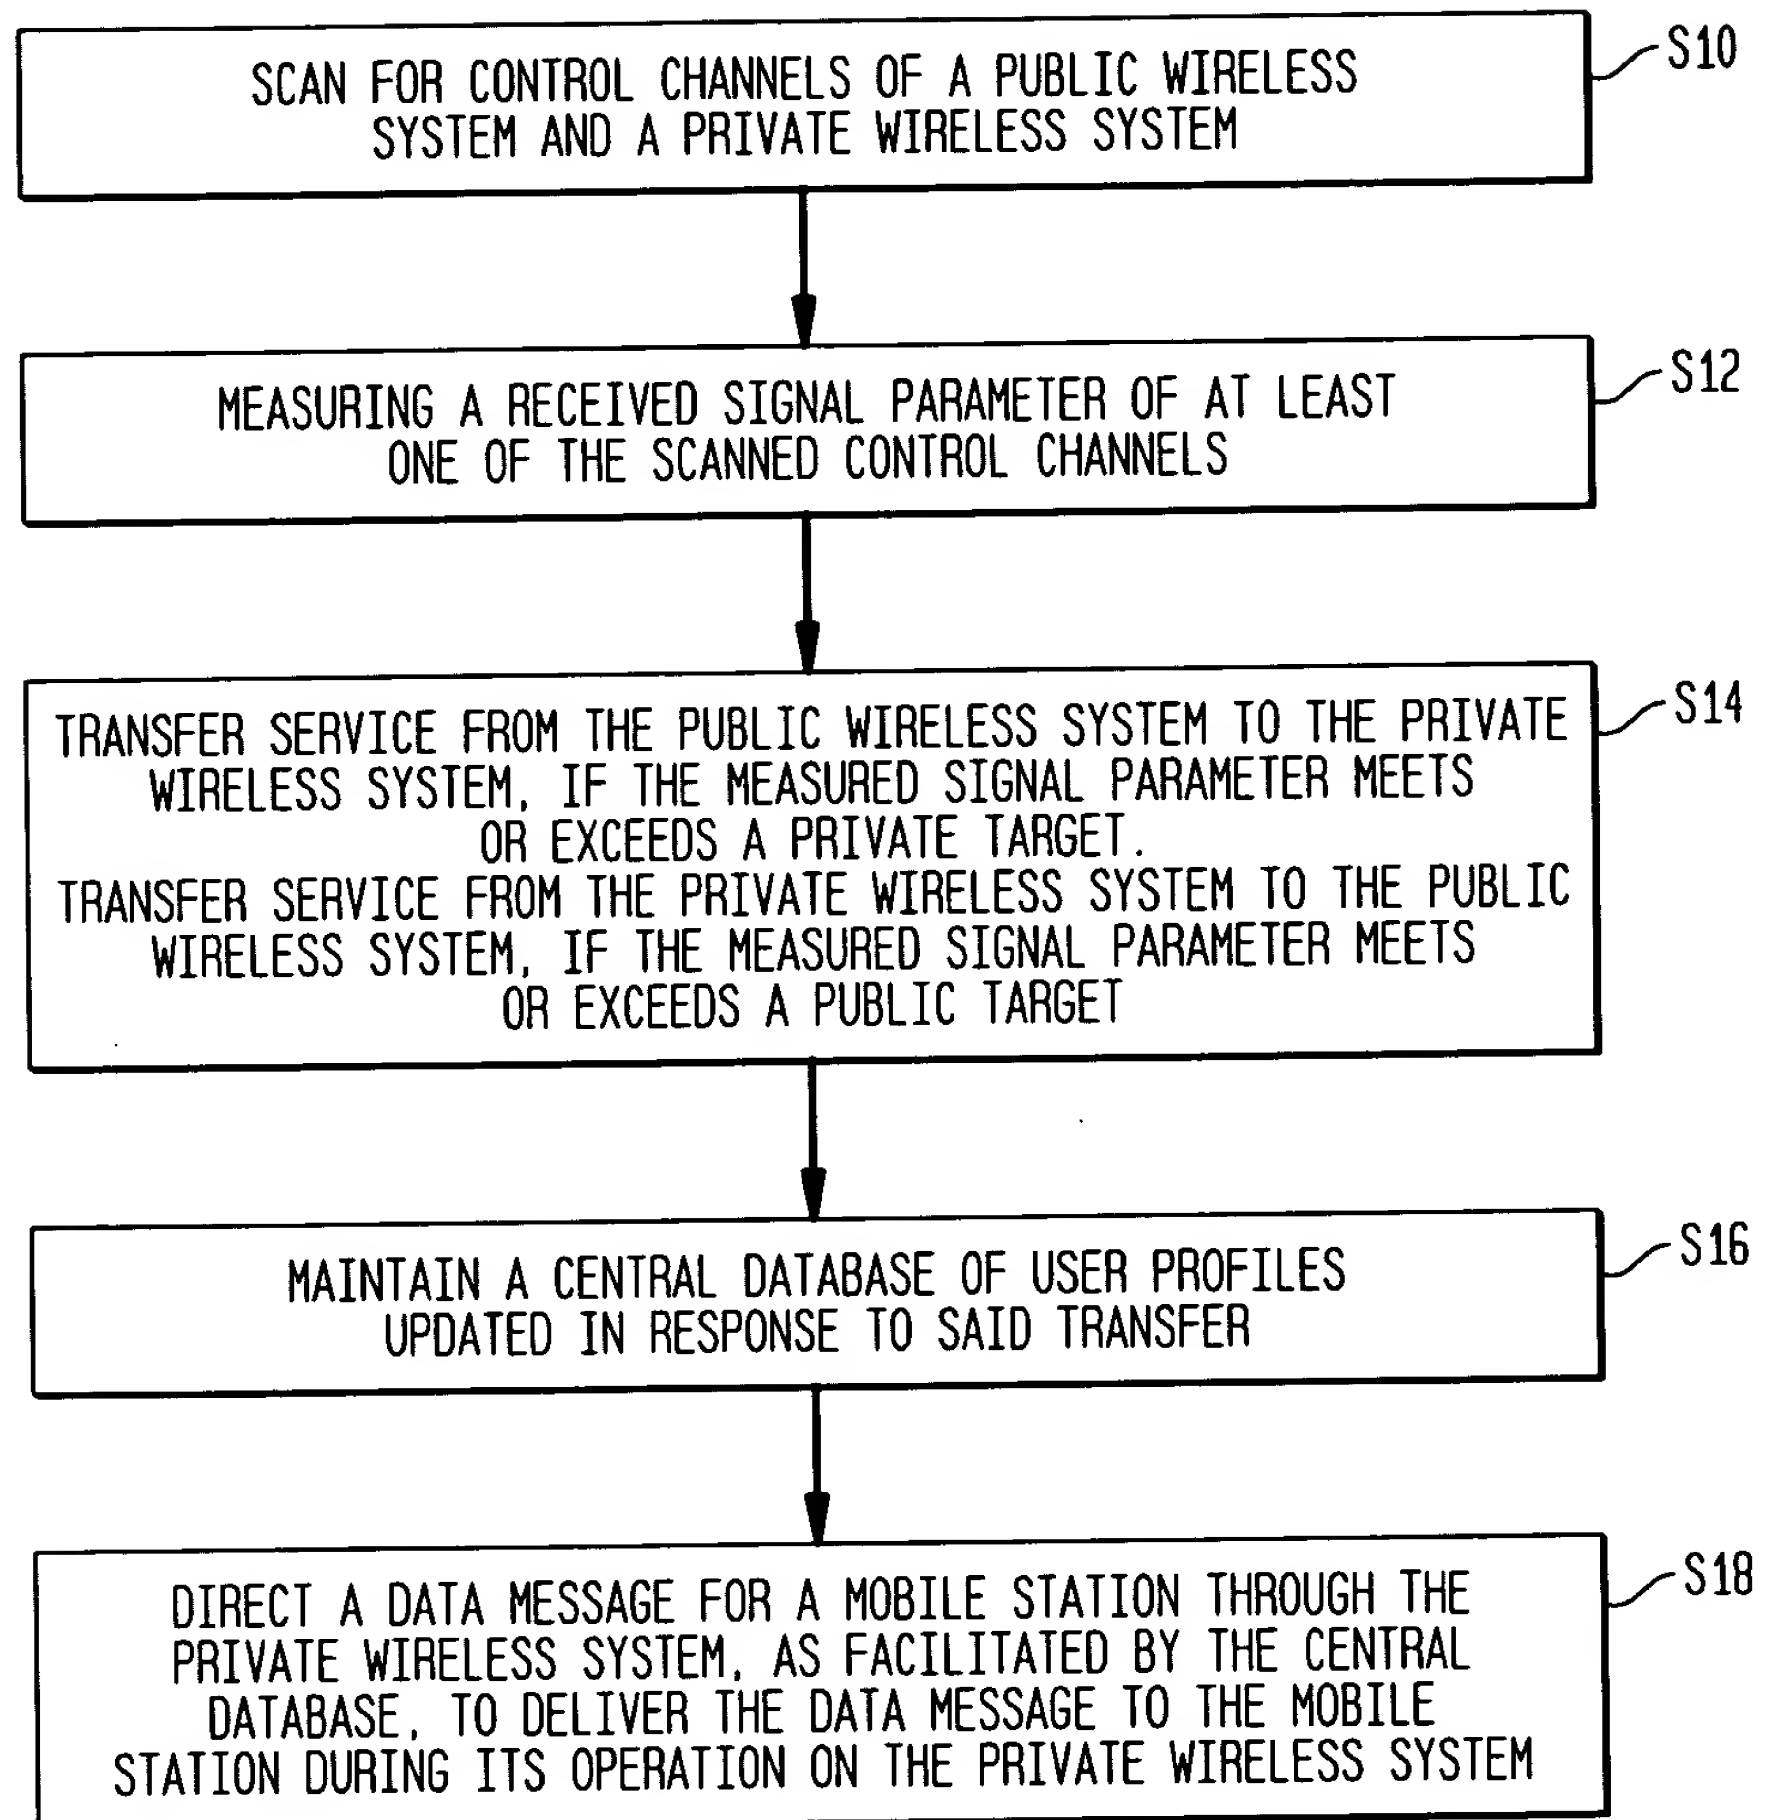 SCAN FOR CONTROL CHANNELS OF A PUBLIC WIRELESS
SYSTEM AND A PRIVATE WIRELESS SYSTEM
S10
MEASURING A RECEIVED SIGNAL PARAMETER OF AT LEAST
ONE OF THE SCANNED CONTROL CHANNELS
S12
TRANSFER SERVICE FROM THE PUBLIC WIRELESS SYSTEM TO THE PRIVATE
WIRELESS SYSTEM, IF THE MEASURED SIGNAL PARAMETER MEETS
OR EXCEEDS A PRIVATE TARGET.
TRANSFER SERVICE FROM THE PRIVATE WIRELESS SYSTEM TO THE PUBLIC
WIRELESS SYSTEM, IF THE MEASURED SIGNAL PARAMETER MEETS
OR EXCEEDS A PUBLIC TARGET
S14
MAINTAIN A CENTRAL DATABASE OF USER PROFILES
UPDATED IN RESPONSE TO SAID TRANSFER
S16
DIRECT A DATA MESSAGE FOR A MOBILE STATION THROUGH THE
PRIVATE WIRELESS SYSTEM, AS FACILITATED BY THE CENTRAL
DATABASE, TO DELIVER THE DATA MESSAGE TO THE MOBILE
STATION DURING ITS OPERATION ON THE PRIVATE WIRELESS SYSTEM
S18